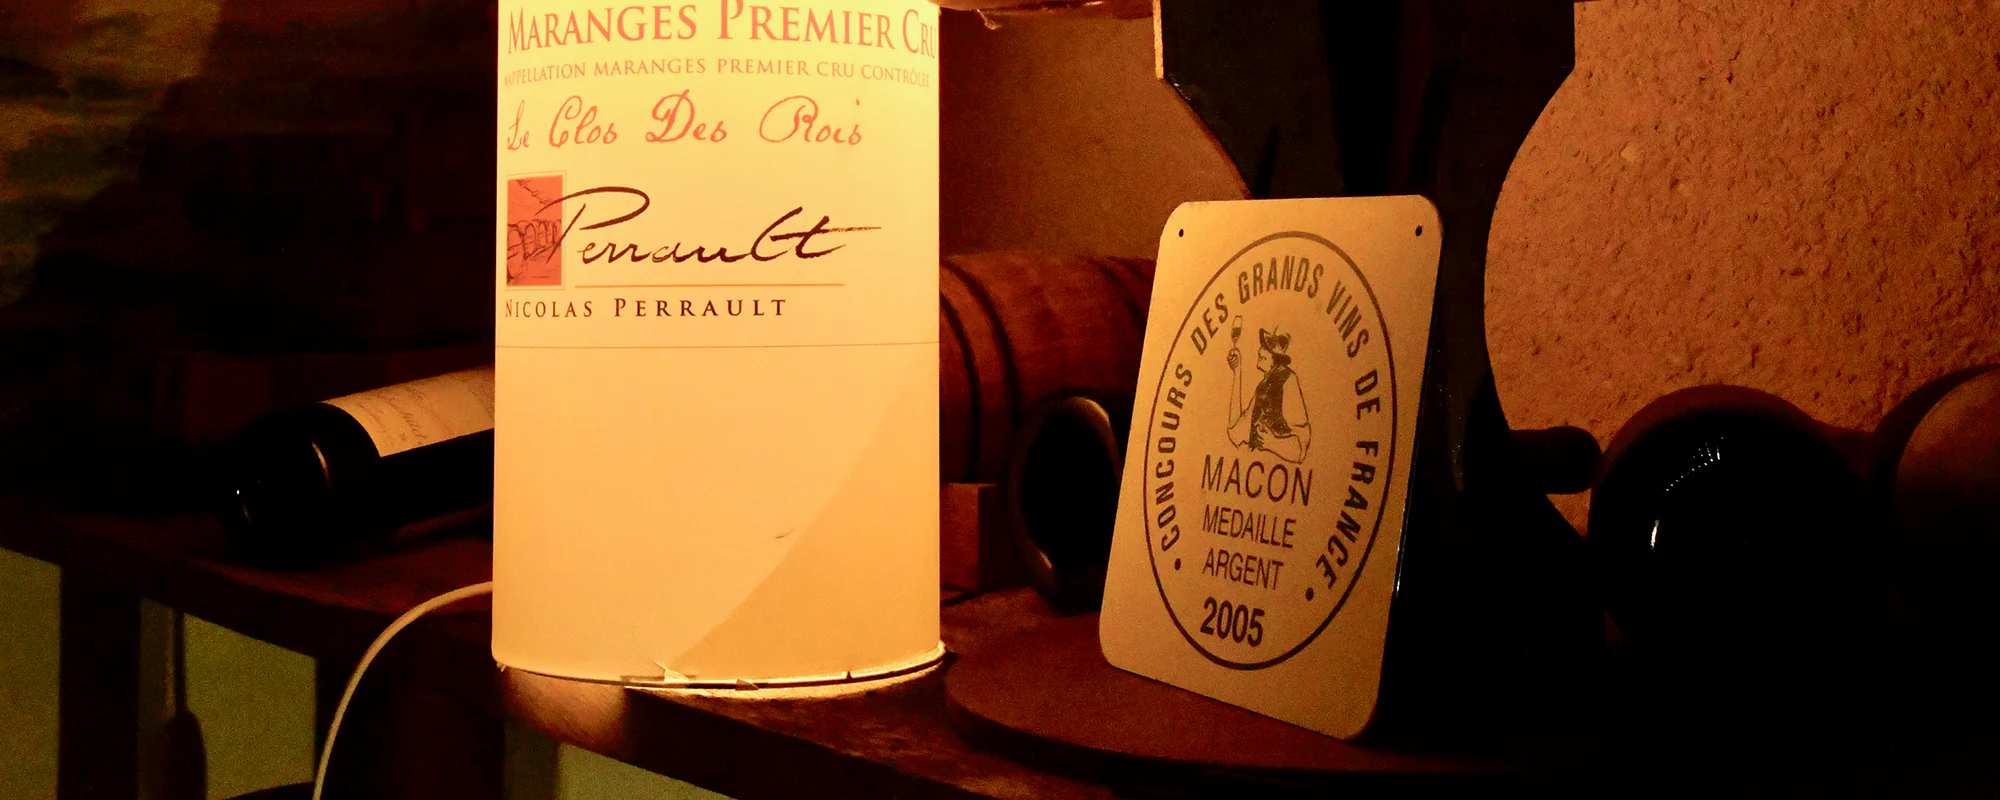 MARANGES PREMIER CRU
APPELLATION MARANGES PREMIER CRU CONTRÔLÉE
Le Clos Des Rois
Perrault
NICOLAS PERRAULT
• CONCOURS DES GRANDS VINS DE FRANCE •
MACON
MEDAILLE
ARGENT
2005